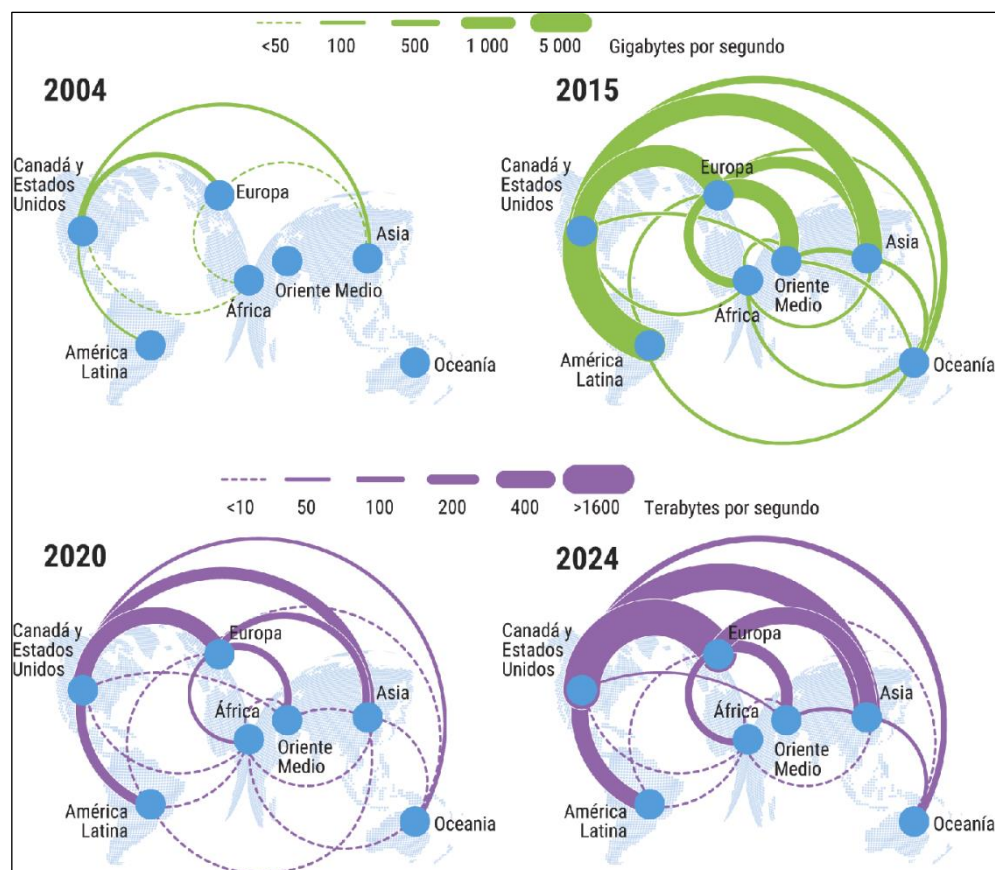 <50 100 500 1 000 5 000 Gigabytes por segundo
2004
Canadá y
Estados
Unidos
Europa
Asia
Oriente Medio
África
América
Latina
Oceanía
2015
Canadá y
Estados
Unidos
Europa
Asia
Oriente
Medio
África
América
Latina
Oceanía
<10 50 100 200 400 >1600 Terabytes por segundo
2020
Canadá y
Estados
Unidos
Europa
Asia
África
Oriente
Medio
América
Latina
Oceania
2024
Canadá y
Estados
Unidos
Europa
Asia
África
Oriente
Medio
América
Latina
Oceanía